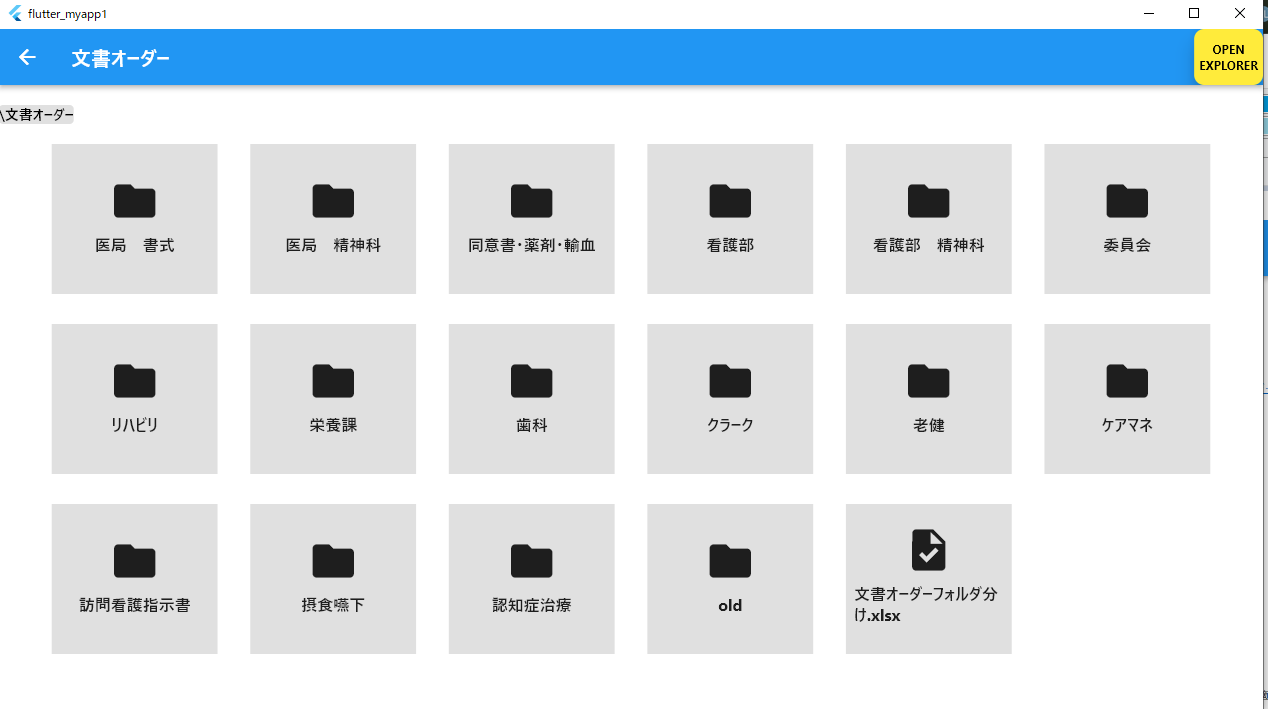 flutter_myapp1
文書オーダー
OPEN
EXPLORER
\文書オーダー
医局　書式
医局　精神科
同意書・薬剤・輸血
看護部
看護部　精神科
委員会
リハビリ
栄養課
歯科
クラーク
老健
ケアマネ
訪問看護指示書
摂食嚥下
認知症治療
old
文書オーダーフォルダ分
け.xlsx